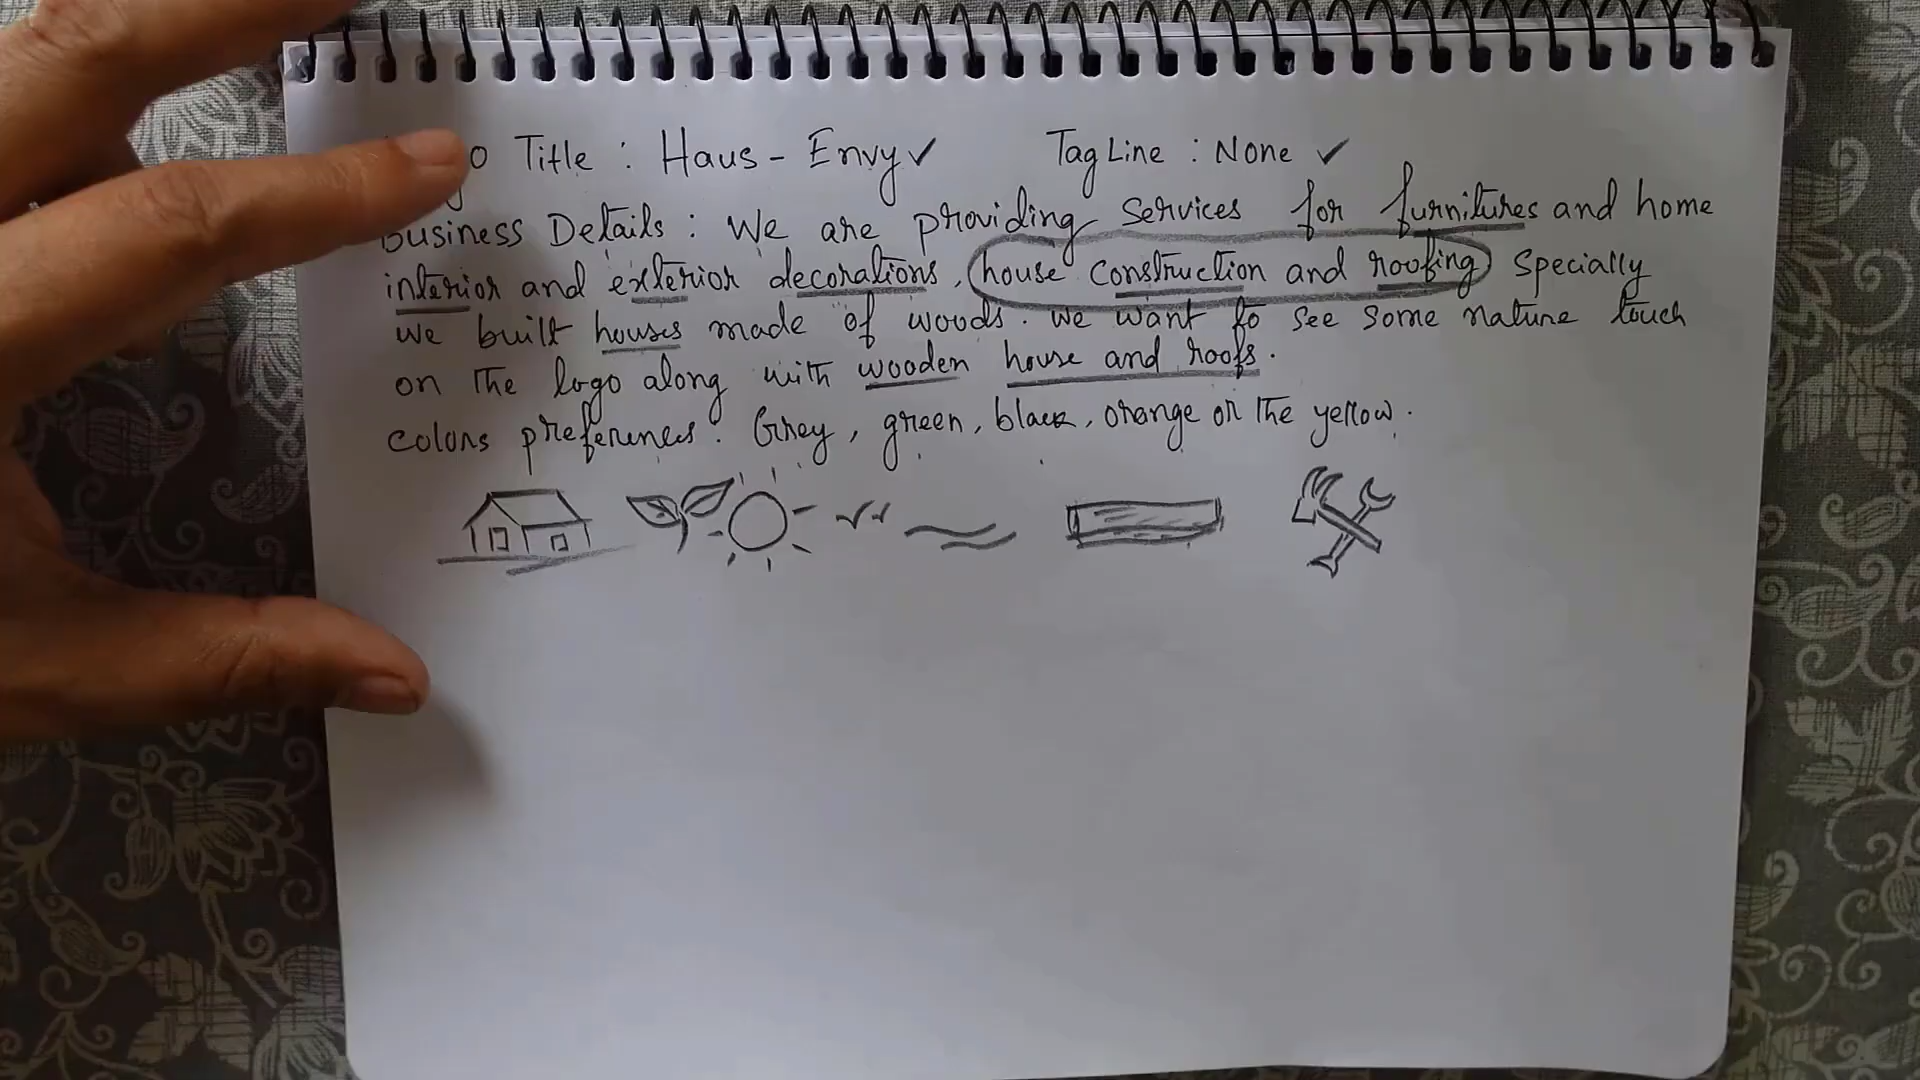 Title : Haus - Envy ✓ Tag Line : None ✓
Business Details : We are providing services for furnitures and home
interior and exterior decorations, house construction and roofing specially
we built houses made of woods. we want to see some nature touch
on the logo along with wooden house and roofs.
colors preferences : Grey, green, black, orange or the yellow.